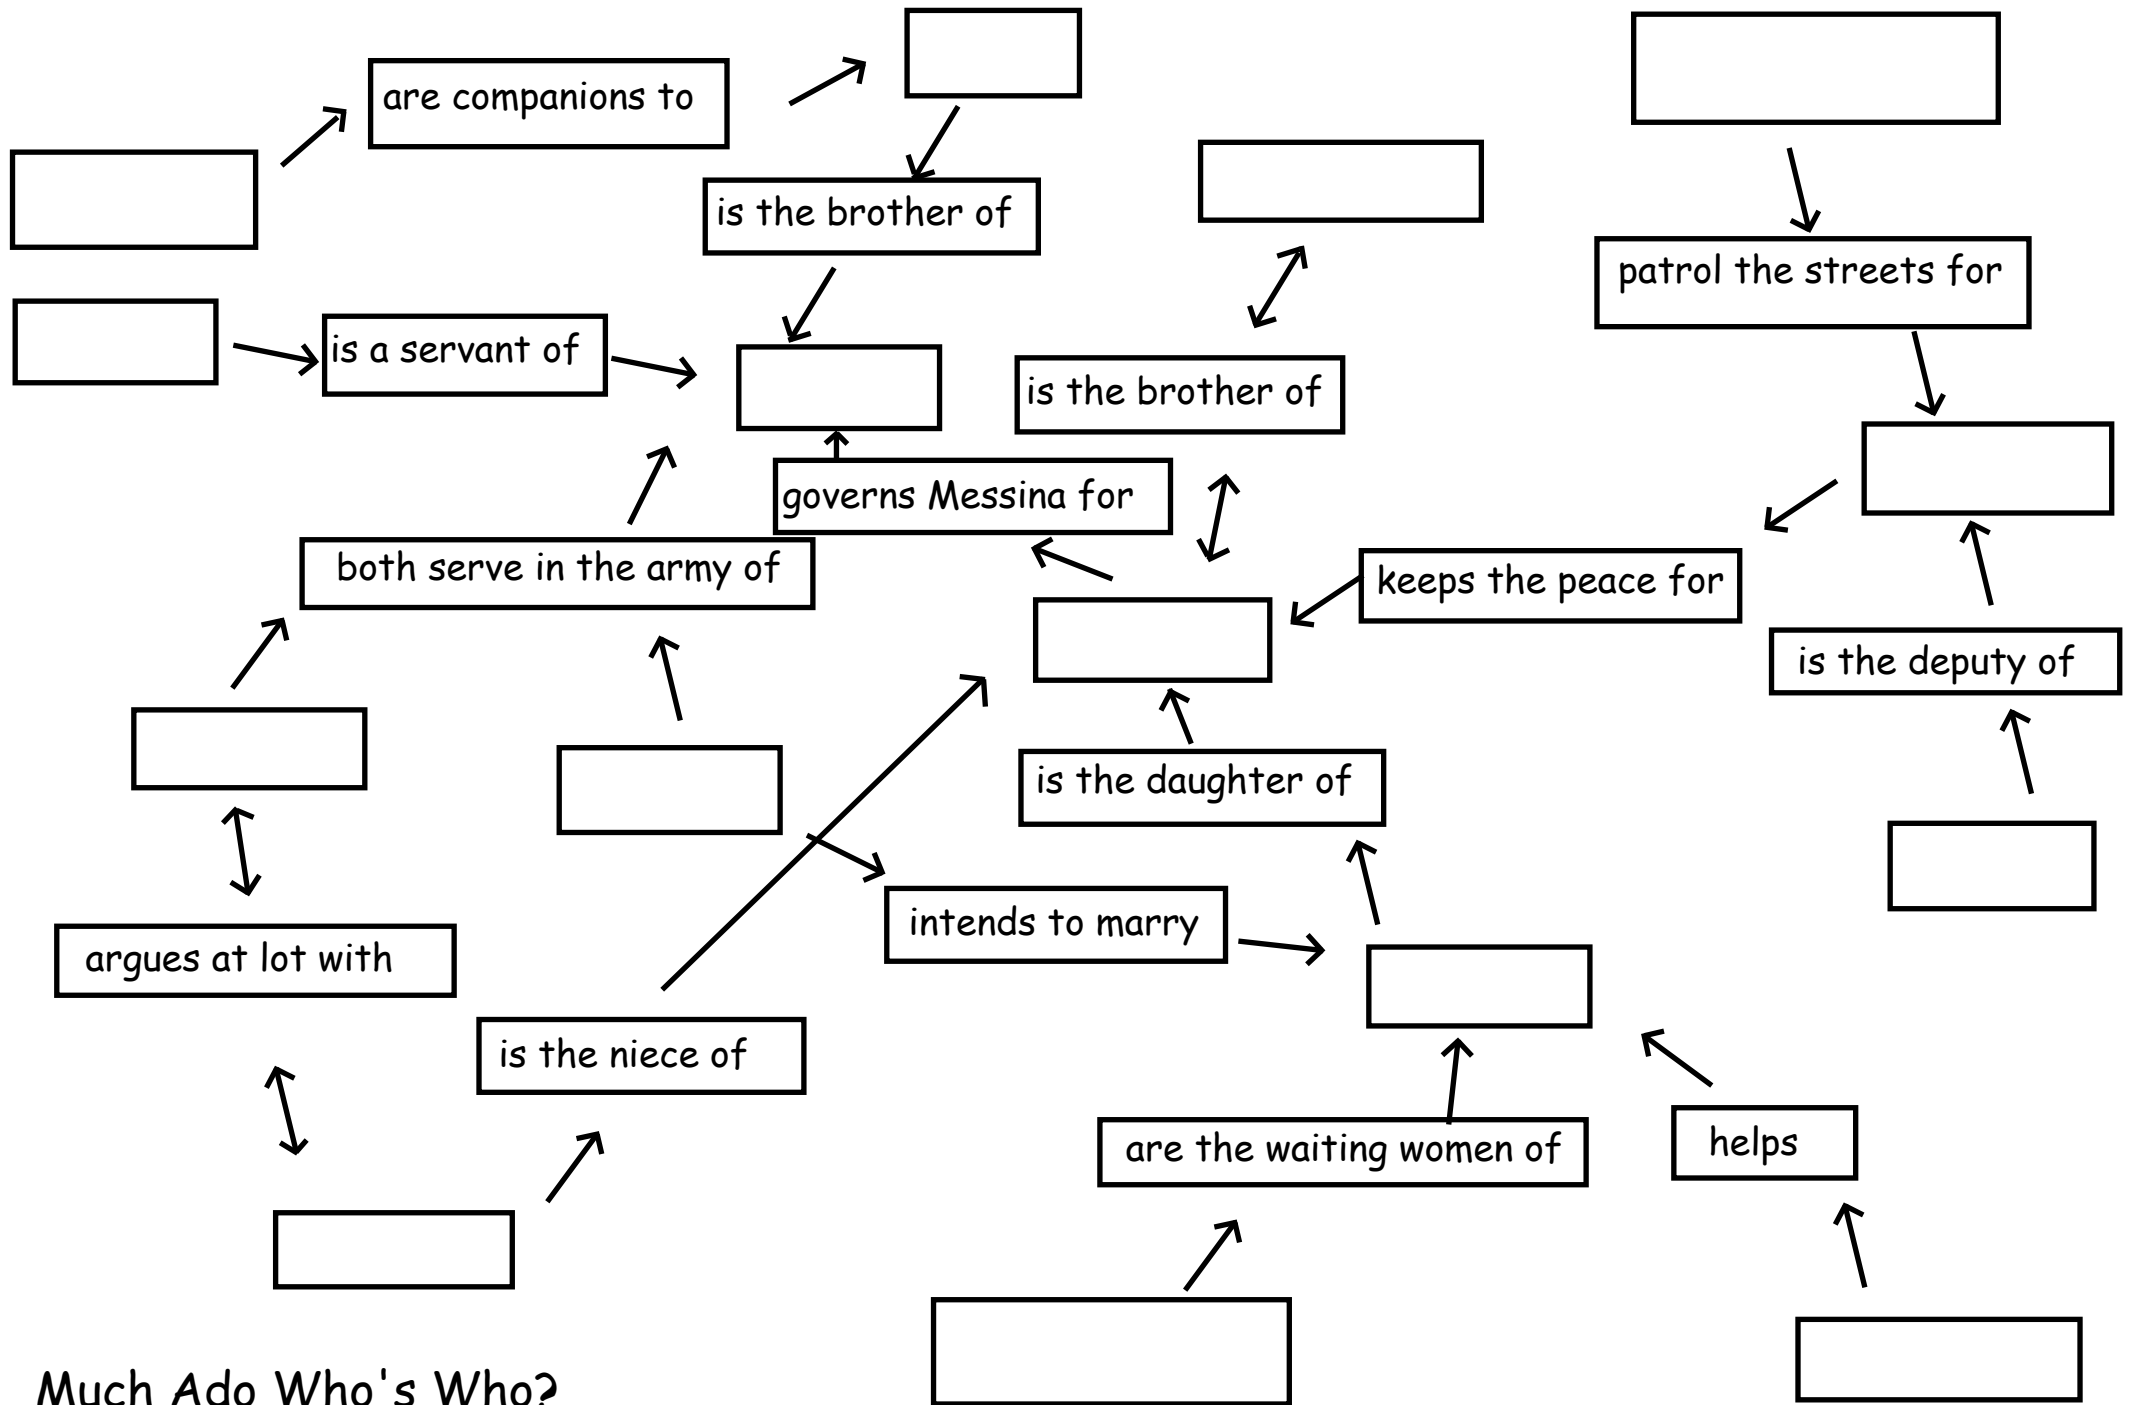 are companions to
is the brother of
patrol the streets for
is a servant of
is the brother of
governs Messina for
both serve in the army of
keeps the peace for
is the deputy of
is the daughter of
intends to marry
argues at lot with
is the niece of
are the waiting women of
helps
Much Ado Who's Who?